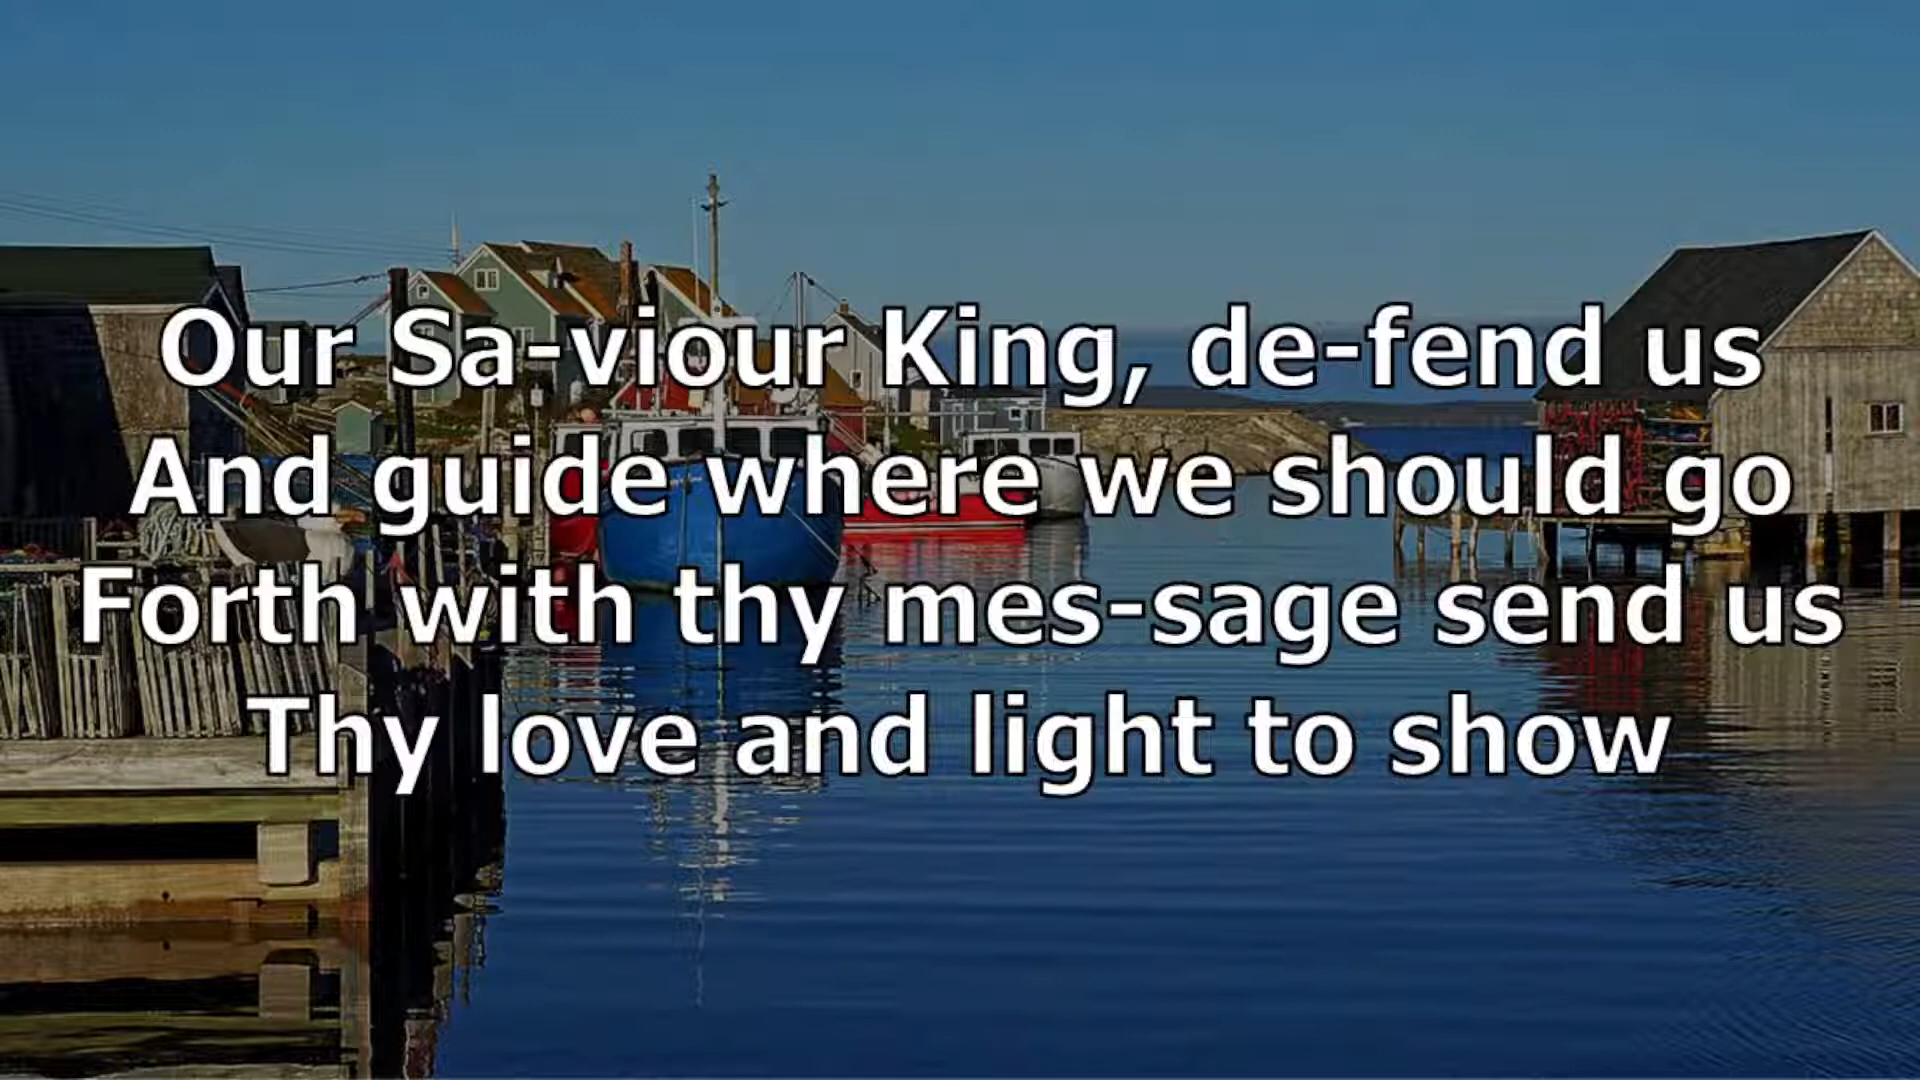 Our Sa-viour King, de-fend us
And guide where we should go
Forth with thy mes-sage send us
Thy love and light to show